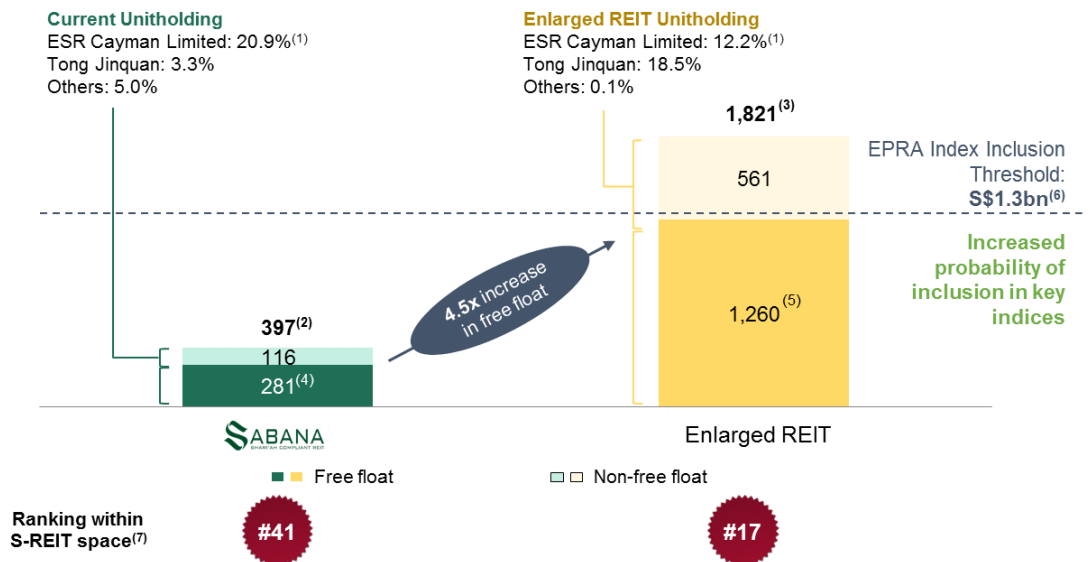 Current Unitholding
ESR Cayman Limited: 20.9%(1)
Tong Jinquan: 3.3%
Others: 5.0%
Enlarged REIT Unitholding
ESR Cayman Limited: 12.2%(1)
Tong Jinquan: 18.5%
Others: 0.1%
1,821(3)
561
EPRA Index Inclusion
Threshold:
S$1.3bn(6)
Increased
probability of
inclusion in key
indices
4.5x increase
in free float
1,260(5)
397(2)
116
281(4)
SABANA
SHARI'AH COMPLIANT REIT
Enlarged REIT
Free float
Non-free float
Ranking within
S-REIT space(7)
#41
#17